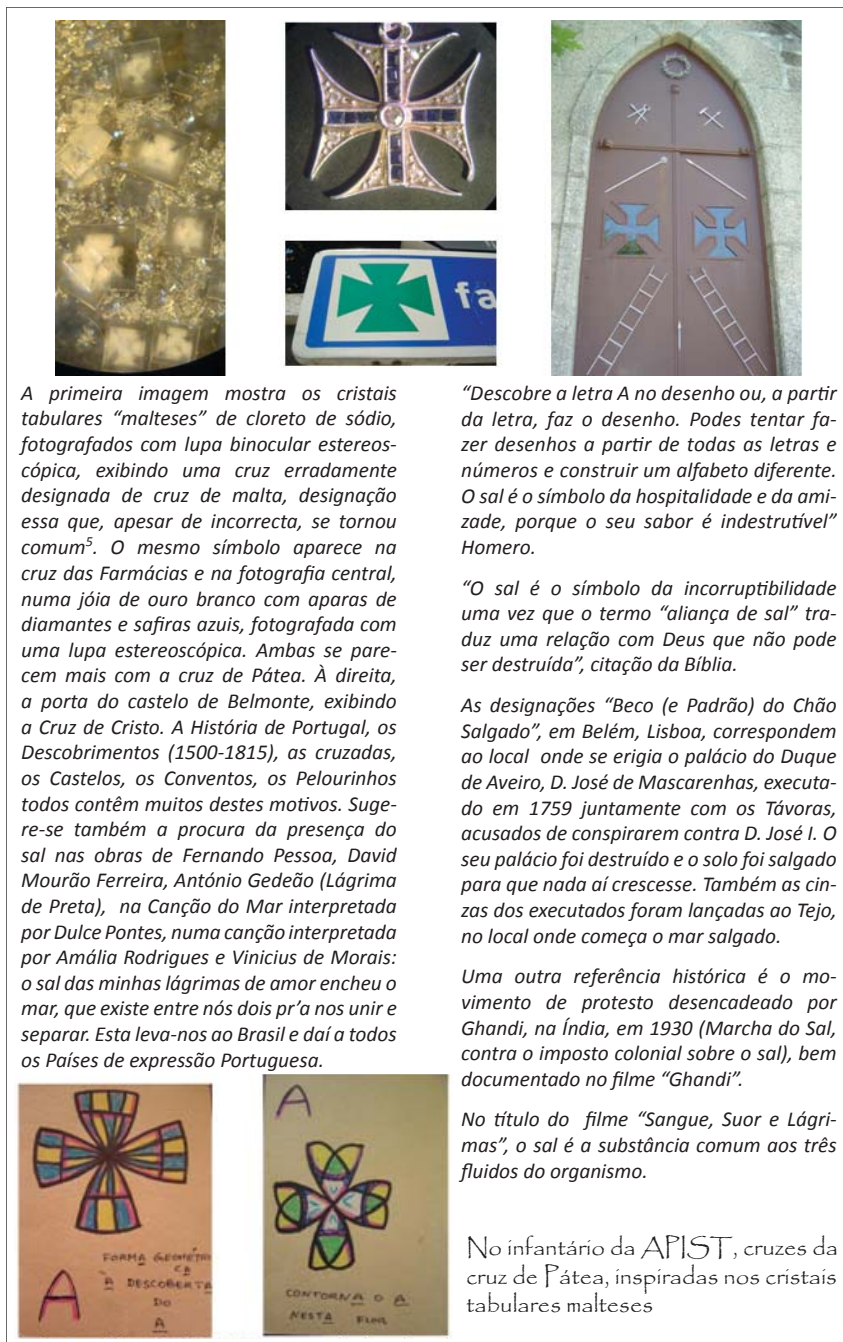 fa
A primeira imagem mostra os cristais
tabulares “malteses” de cloreto de sódio,
fotografados com lupa binocular estereos-
cópica, exibindo uma cruz erradamente
designada de cruz de malta, designação
essa que, apesar de incorrecta, se tornou
comum⁵. O mesmo símbolo aparece na
cruz das Farmácias e na fotografia central,
numa jóia de ouro branco com aparas de
diamantes e safiras azuis, fotografada com
uma lupa estereoscópica. Ambas se pare-
cem mais com a cruz de Pátea. À direita,
a porta do castelo de Belmonte, exibindo
a Cruz de Cristo. A História de Portugal, os
Descobrimentos (1500-1815), as cruzadas,
os Castelos, os Conventos, os Pelourinhos
todos contêm muitos destes motivos. Suge-
re-se também a procura da presença do
sal nas obras de Fernando Pessoa, David
Mourão Ferreira, António Gedeão (Lágrima
de Preta), na Canção do Mar interpretada
por Dulce Pontes, numa canção interpretada
por Amália Rodrigues e Vinicius de Morais:
o sal das minhas lágrimas de amor encheu o
mar, que existe entre nós dois pr’a nos unir e
separar. Esta leva-nos ao Brasil e daí a todos
os Países de expressão Portuguesa.
“Descobre a letra A no desenho ou, a partir
da letra, faz o desenho. Podes tentar fa-
zer desenhos a partir de todas as letras e
números e construir um alfabeto diferente.
O sal é o símbolo da hospitalidade e da ami-
zade, porque o seu sabor é indestrutível”
Homero.
“O sal é o símbolo da incorruptibilidade
uma vez que o termo “aliança de sal” tra-
duz uma relação com Deus que não pode
ser destruída”, citação da Bíblia.
As designações “Beco (e Padrão) do Chão
Salgado”, em Belém, Lisboa, correspondem
ao local onde se erigia o palácio do Duque
de Aveiro, D. José de Mascarenhas, executa-
do em 1759 juntamente com os Távoras,
acusados de conspirarem contra D. José I. O
seu palácio foi destruído e o solo foi salgado
para que nada aí crescesse. Também as cin-
zas dos executados foram lançadas ao Tejo,
no local onde começa o mar salgado.
Uma outra referência histórica é o mo-
vimento de protesto desencadeado por
Ghandi, na Índia, em 1930 (Marcha do Sal,
contra o imposto colonial sobre o sal), bem
documentado no filme “Ghandi”.
No título do filme “Sangue, Suor e Lágri-
mas”, o sal é a substância comum aos três
fluidos do organismo.
A
FORMA GEOMÉTRI
CA
À DESCOBERTA
DO
A
A
CONTORNA O A
NESTA FLOR
No infantário da APIST, cruzes da
cruz de Pátea, inspiradas nos cristais
tabulares malteses